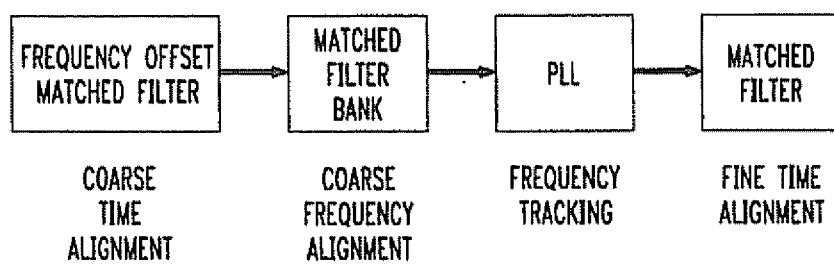 FREQUENCY OFFSET
MATCHED FILTER
MATCHED
FILTER
BANK
PLL
MATCHED
FILTER
COARSE
TIME
ALIGNMENT
COARSE
FREQUENCY
ALIGNMENT
FREQUENCY
TRACKING
FINE TIME
ALIGNMENT